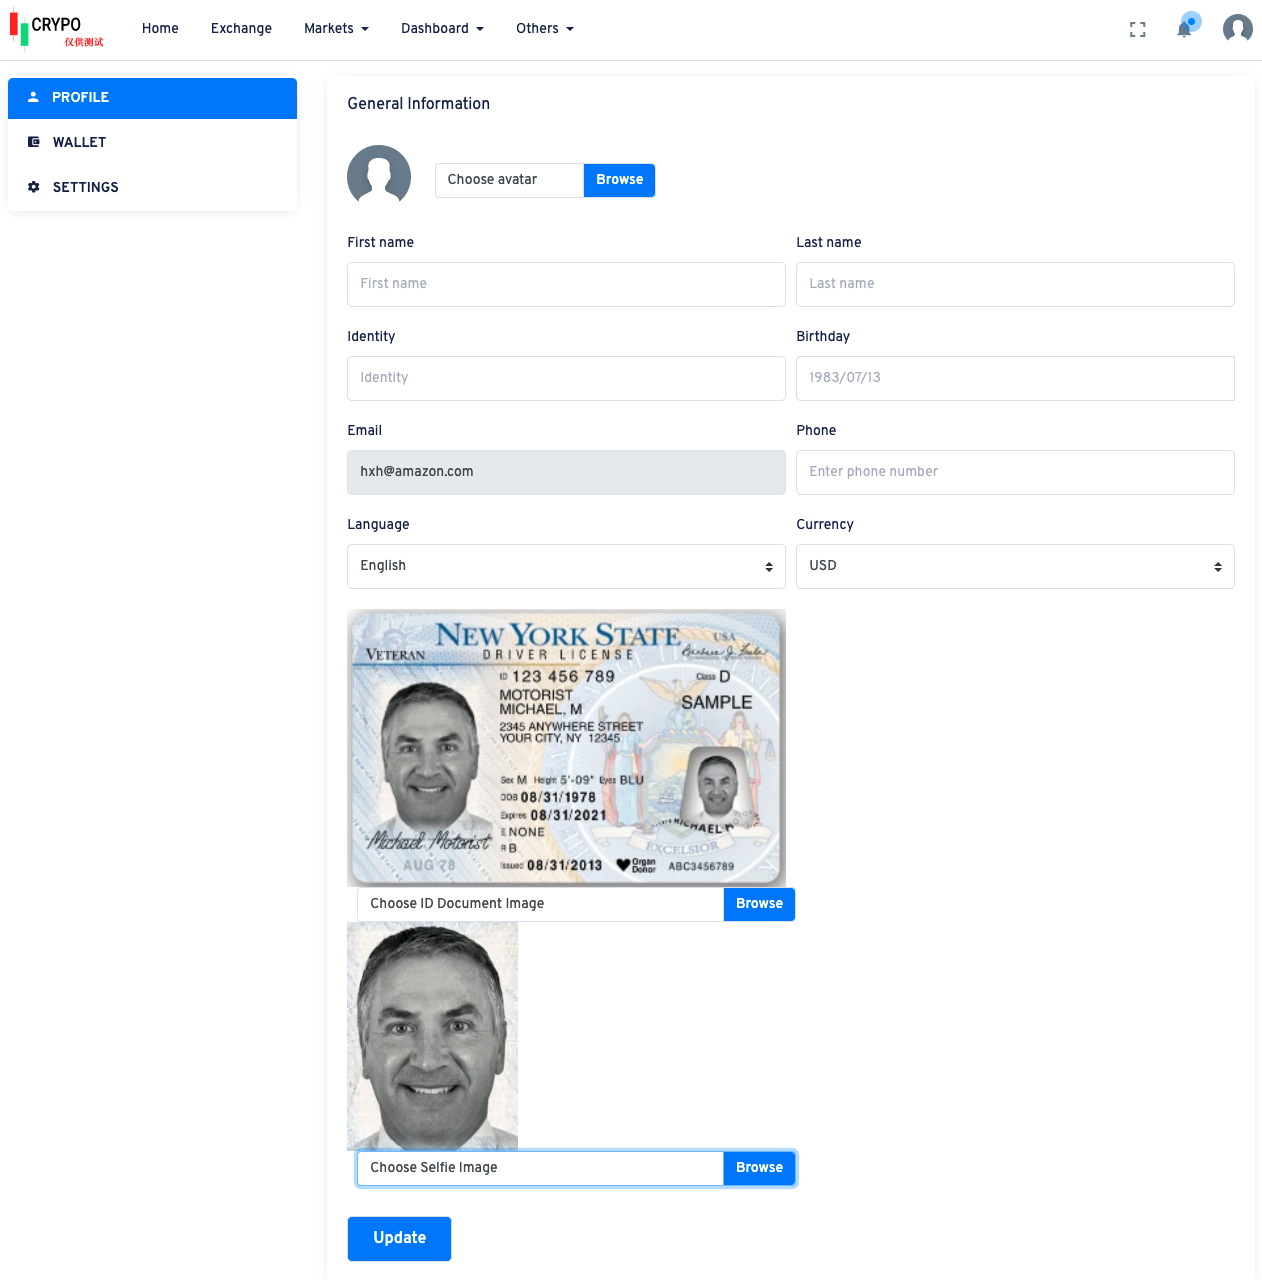 CRYPO
仅供测试
Home Exchange Markets Dashboard Others
PROFILE
WALLET
SETTINGS
General Information
Choose avatar Browse
First name Last name
First name Last name
Identity Birthday
Identity 1983/07/13
Email Phone
hxh@amazon.com Enter phone number
Language Currency
English USD
NEW YORK STATE USA
VETERAN DRIVER LICENSE
ID 123 456 789 Class D
MOTORIST
MICHAEL, M SAMPLE
2345 ANYWHERE STREET
YOUR CITY, NY 12345
Sex M Height 5'-09" Eyes BLU
DOB 08/31/1978
Expires 08/31/2021
E NONE
R B
Issued 08/31/2013
Michael Motorist
AUG 78
EXCELSIOR
Organ
Donor
ABC3456789
Choose ID Document Image Browse
Choose Selfie Image Browse
Update